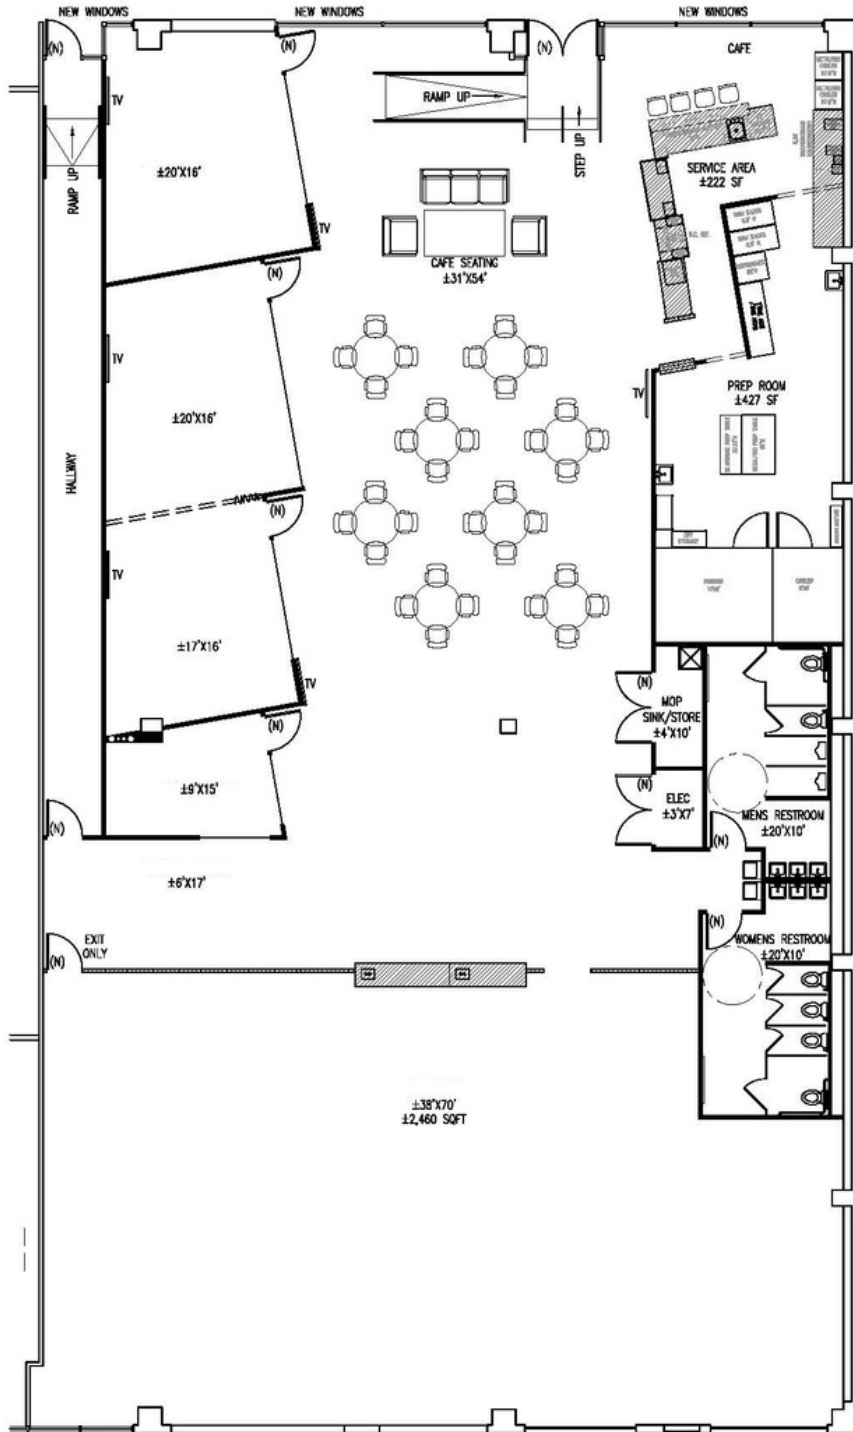 NEW WINDOWS
NEW WINDOWS
NEW WINDOWS
(N)
(N)
(N)
CAFE
TV
RAMP UP
RAMP UP
STEP UP
±20'X16'
TV
SERVICE AREA
±222 SF
(N)
CAFE SEATING
±31'X54'
TV
TV
±20'X16'
PREP ROOM
±427 SF
HALLWAY
(N)
TV
±17'X16'
TV
(N)
(N)
MOP
SINK/STORE
±4'X10'
±9'X15'
(N)
ELEC
±3'X7'
(N)
MENS RESTROOM
±20'X10'
(N)
±6'X17'
(N)
EXIT
ONLY
(N)
WOMENS RESTROOM
±20'X10'
±38'X70'
±2,460 SQFT